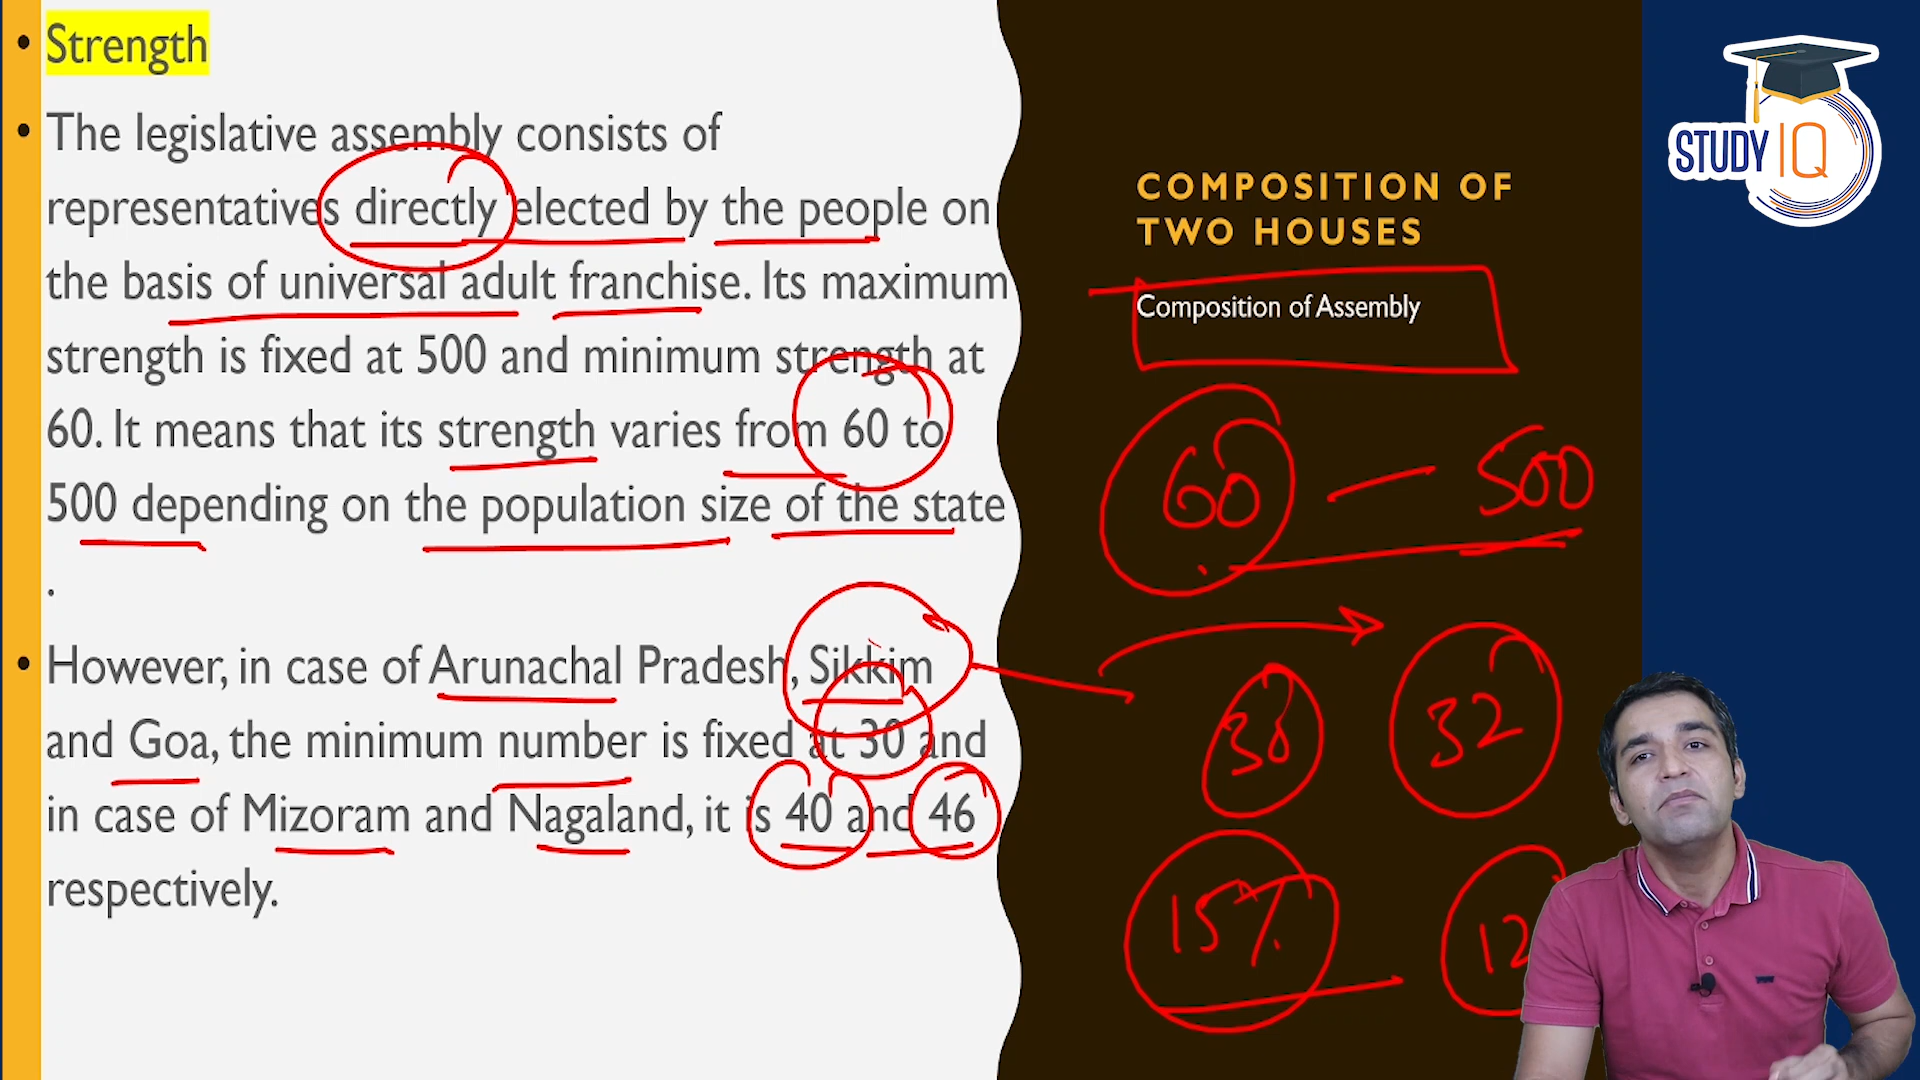 Strength
The legislative assembly consists of
representatives directly elected by the people on
the basis of universal adult franchise. Its maximum
strength is fixed at 500 and minimum strength at
60. It means that its strength varies from 60 to
500 depending on the population size of the state
.
However, in case of Arunachal Pradesh, Sikkim
and Goa, the minimum number is fixed at 30 and
in case of Mizoram and Nagaland, it is 40 and 46
respectively.
COMPOSITION OF
TWO HOUSES
Composition of Assembly
60 — 500
30 32
15% 12
STUDY IQ